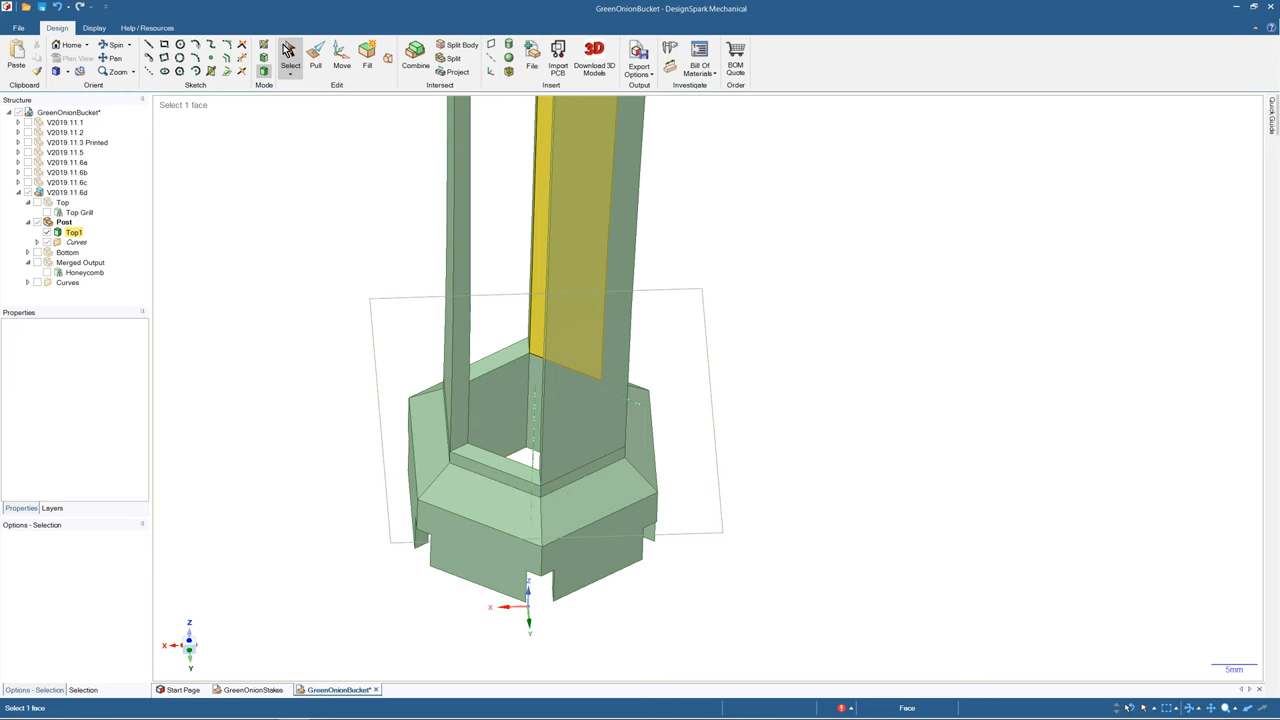 GreenOnionBucket - DesignSpark Mechanical
File Design Display Help / Resources
Paste Home Spin Select Pull Move Fill Combine Split Body File Import PCB Download 3D Models Export Options Bill Of Materials BOM Quote
Plan View Pan Split
Zoom Project
Clipboard Orient Sketch Mode Edit Intersect Insert Output Investigate Order
Structure
Select 1 face
Quick Guide
GreenOnionBucket*
V2019.11.1
V2019.11.2
V2019.11.3 Printed
V2019.11.5
V2019.11.6a
V2019.11.6b
V2019.11.6c
V2019.11.6d
Top
Top Grill
Post
Top1
Curves
Bottom
Merged Output
Honeycomb
Curves
Properties
Properties Layers
Options - Selection
Z
X
Y
Z
X
Y
5mm
Options - Selection Selection Start Page GreenOnionStakes GreenOnionBucket*
Select 1 face Face